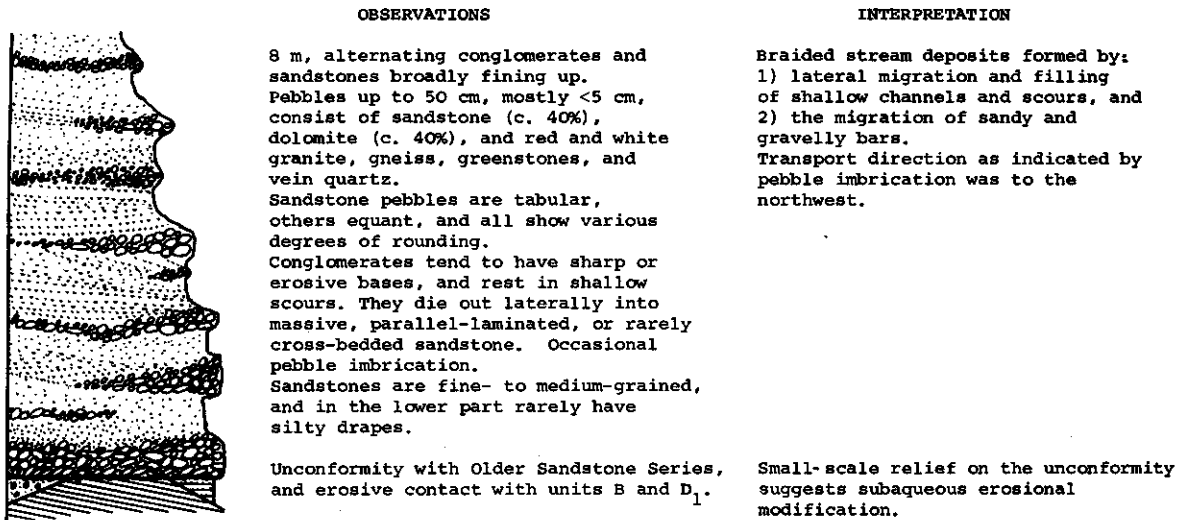 OBSERVATIONS
8 m, alternating conglomerates and
sandstones broadly fining up.
Pebbles up to 50 cm, mostly <5 cm,
consist of sandstone (c. 40%),
dolomite (c. 40%), and red and white
granite, gneiss, greenstones, and
vein quartz.
Sandstone pebbles are tabular,
others equant, and all show various
degrees of rounding.
Conglomerates tend to have sharp or
erosive bases, and rest in shallow
scours. They die out laterally into
massive, parallel-laminated, or rarely
cross-bedded sandstone. Occasional
pebble imbrication.
Sandstones are fine- to medium-grained,
and in the lower part rarely have
silty drapes.
Unconformity with Older Sandstone Series,
and erosive contact with units B and D1.
INTERPRETATION
Braided stream deposits formed by:
1) lateral migration and filling
of shallow channels and scours, and
2) the migration of sandy and
gravelly bars.
Transport direction as indicated by
pebble imbrication was to the
northwest.
Small-scale relief on the unconformity
suggests subaqueous erosional
modification.